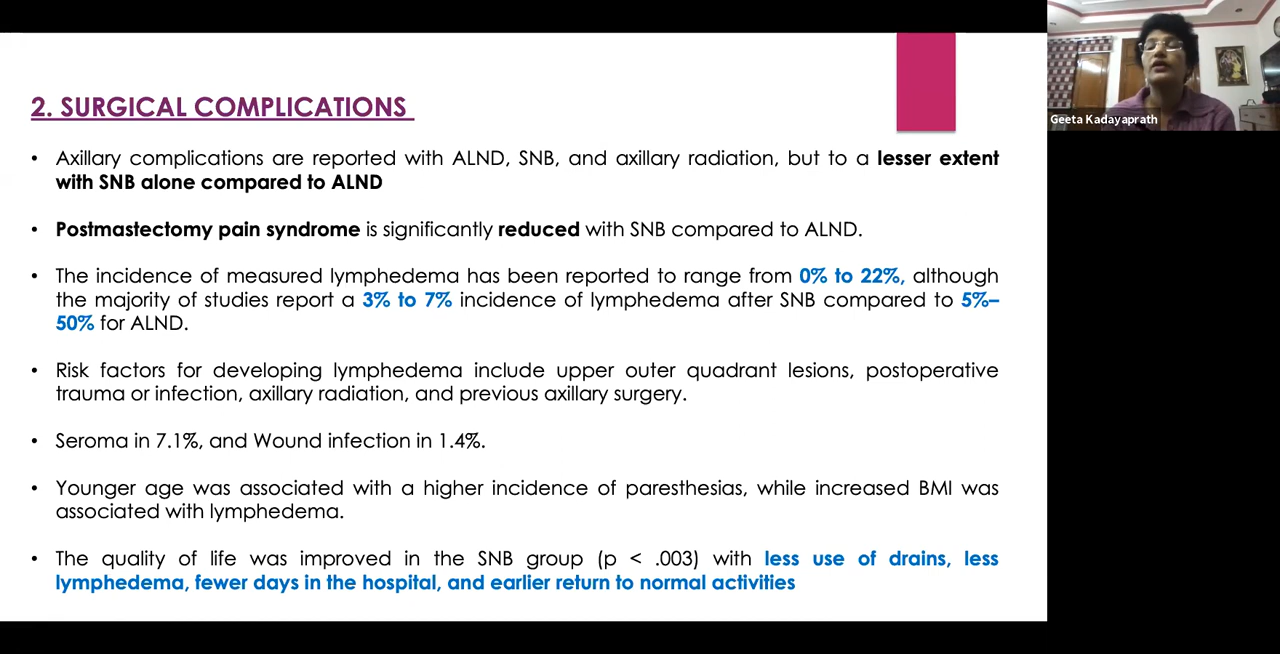 2. SURGICAL COMPLICATIONS
• Axillary complications are reported with ALND, SNB, and axillary radiation, but to a lesser extent
with SNB alone compared to ALND
• Postmastectomy pain syndrome is significantly reduced with SNB compared to ALND.
• The incidence of measured lymphedema has been reported to range from 0% to 22%, although
the majority of studies report a 3% to 7% incidence of lymphedema after SNB compared to 5%–
50% for ALND.
• Risk factors for developing lymphedema include upper outer quadrant lesions, postoperative
trauma or infection, axillary radiation, and previous axillary surgery.
• Seroma in 7.1%, and Wound infection in 1.4%.
• Younger age was associated with a higher incidence of paresthesias, while increased BMI was
associated with lymphedema.
• The quality of life was improved in the SNB group (p < .003) with less use of drains, less
lymphedema, fewer days in the hospital, and earlier return to normal activities
Geeta Kadayaprath